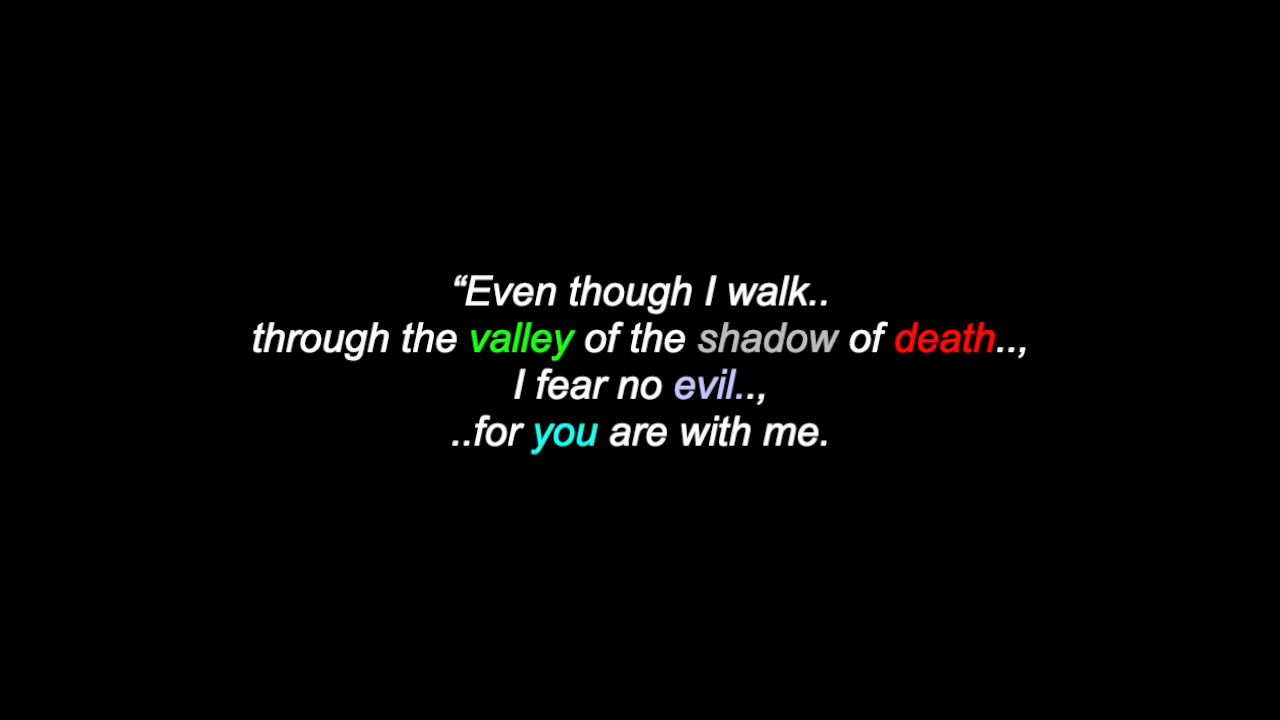 “Even though I walk..
through the valley of the shadow of death..,
I fear no evil..,
..for you are with me.